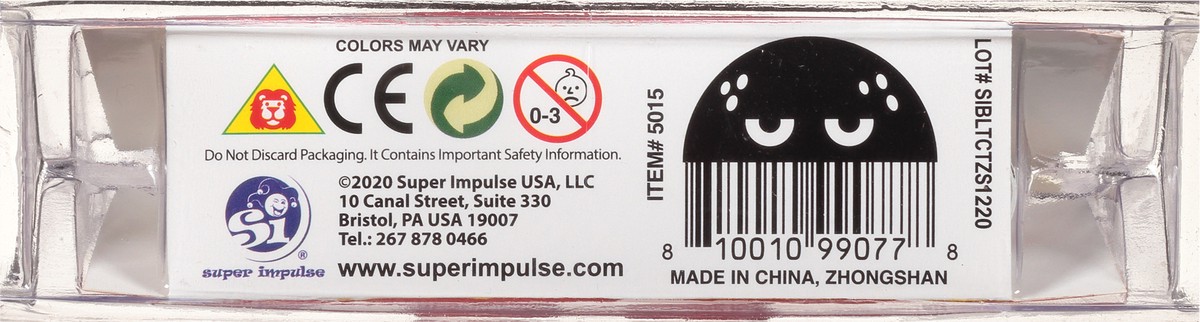 COLORS MAY VARY
CE
0-3
Do Not Discard Packaging. It Contains Important Safety Information.
Si
super impulse
®
©2020 Super Impulse USA, LLC
10 Canal Street, Suite 330
Bristol, PA USA 19007
Tel.: 267 878 0466
www.superimpulse.com
ITEM# 5015
8 10010 99077 8
MADE IN CHINA, ZHONGSHAN
LOT# SIBLTCTZS1220